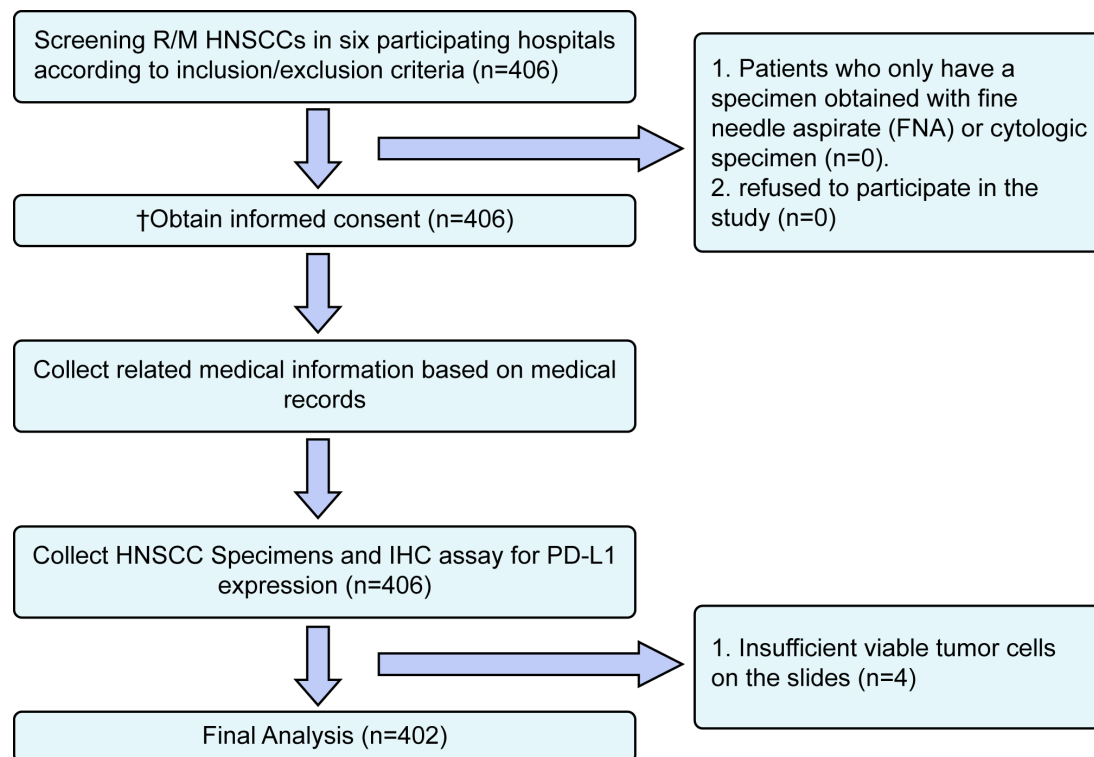 Screening R/M HNSCCs in six participating hospitals
according to inclusion/exclusion criteria (n=406)
1. Patients who only have a
specimen obtained with fine
needle aspirate (FNA) or cytologic
specimen (n=0).
2. refused to participate in the
study (n=0)
†Obtain informed consent (n=406)
Collect related medical information based on medical
records
Collect HNSCC Specimens and IHC assay for PD-L1
expression (n=406)
1. Insufficient viable tumor cells
on the slides (n=4)
Final Analysis (n=402)